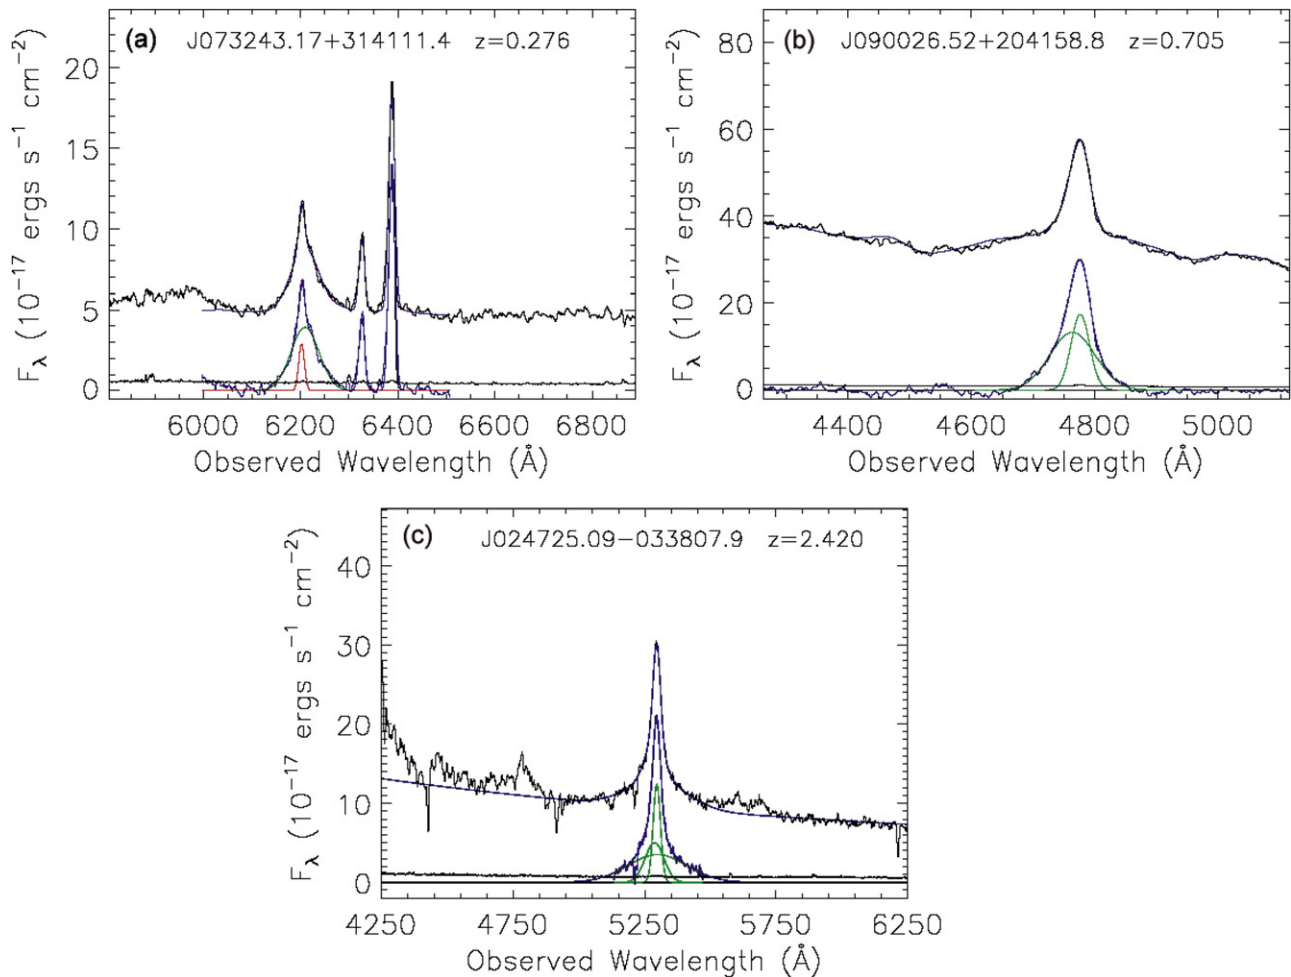 (a) J073243.17+314111.4 z=0.276
20
15
10
5
0
6000 6200 6400 6600 6800
Observed Wavelength (Å)
Fλ (10⁻¹⁷ ergs s⁻¹ cm⁻²)
(b) J090026.52+204158.8 z=0.705
80
60
40
20
0
4400 4600 4800 5000
Observed Wavelength (Å)
Fλ (10⁻¹⁷ ergs s⁻¹ cm⁻²)
(c) J024725.09−033807.9 z=2.420
40
30
20
10
0
4250 4750 5250 5750 6250
Observed Wavelength (Å)
Fλ (10⁻¹⁷ ergs s⁻¹ cm⁻²)